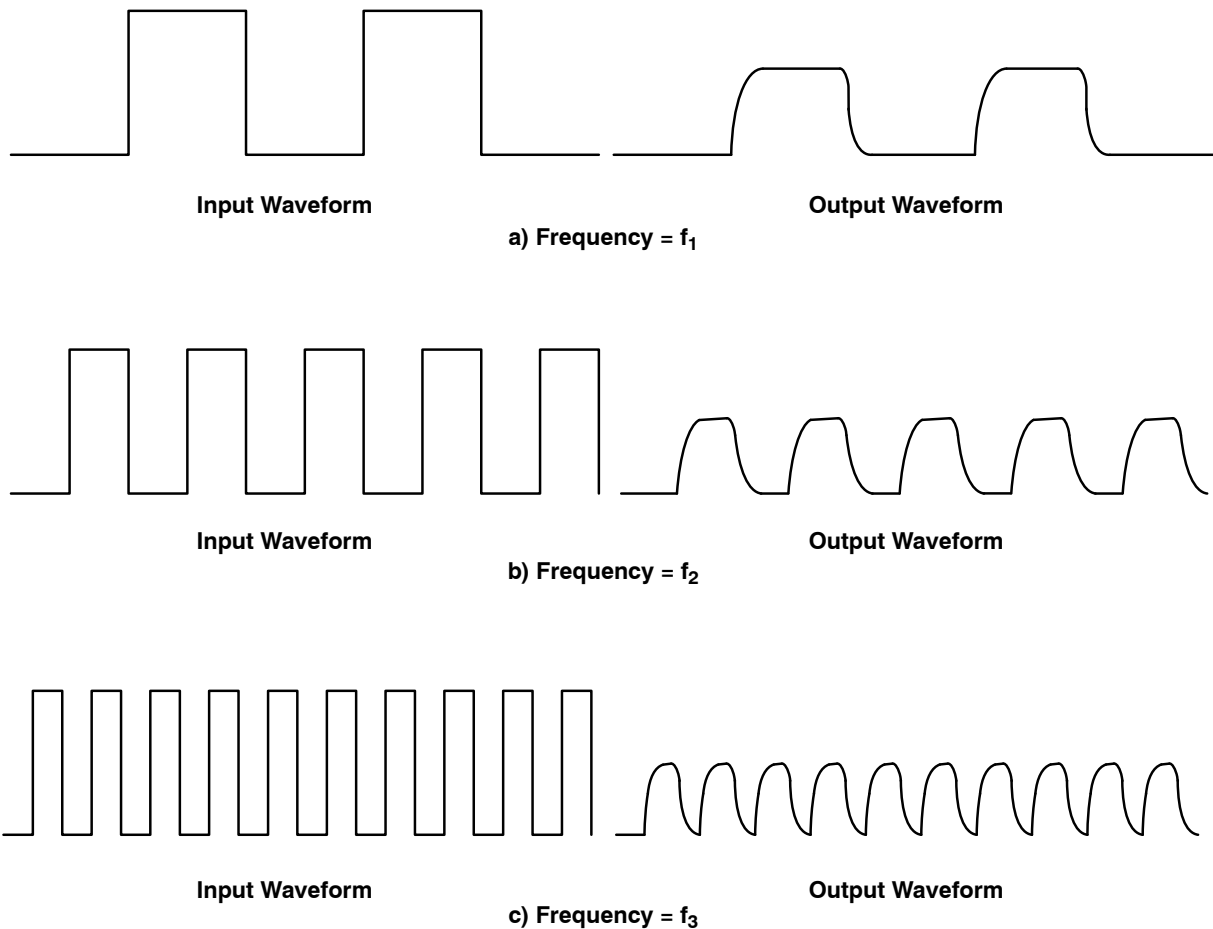 Input Waveform
Output Waveform
a) Frequency = f₁
Input Waveform
Output Waveform
b) Frequency = f₂
Input Waveform
Output Waveform
c) Frequency = f₃